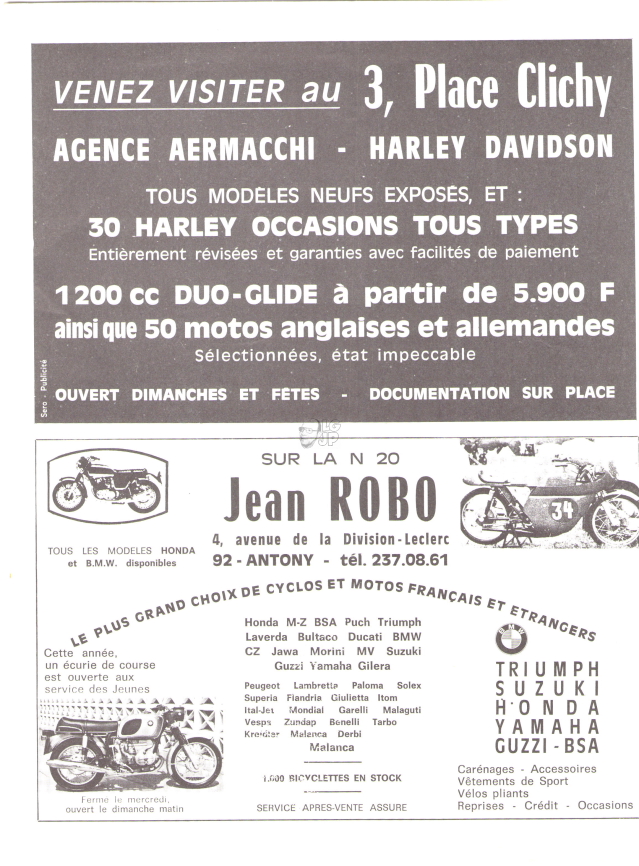 VENEZ VISITER au 3, Place Clichy
AGENCE AERMACCHI - HARLEY DAVIDSON
TOUS MODÈLES NEUFS EXPOSÉS, ET :
30 HARLEY OCCASIONS TOUS TYPES
Entièrement révisées et garanties avec facilités de paiement
1200 cc DUO-GLIDE à partir de 5.900 F
ainsi que 50 motos anglaises et allemandes
Sélectionnées, état impeccable
OUVERT DIMANCHES ET FÊTES - DOCUMENTATION SUR PLACE
Sero - Publicité
LG
JP
SUR LA N 20
Jean ROBO
4, avenue de la Division-Leclerc
92 - ANTONY - tél. 237.08.61
TOUS LES MODELES HONDA
et B.M.W. disponibles
34
LE PLUS GRAND CHOIX DE CYCLOS ET MOTOS FRANÇAIS ET ETRANGERS
Cette année,
un écurie de course
est ouverte aux
service des Jeunes
Honda M-Z BSA Puch Triumph
Laverda Bultaco Ducati BMW
CZ Jawa Morini MV Suzuki
Guzzi Yamaha Gilera
Peugeot Lambretta Paloma Solex
Superia Flandria Giulietta Itom
Ital-Jet Mondial Garelli Malaguti
Vesps Zundap Benelli Tarbo
Kreidler Malanca Derbi
Malanca
1.000 BICYCLETTES EN STOCK
SERVICE APRES-VENTE ASSURE
BMW
TRIUMPH
SUZUKI
HONDA
YAMAHA
GUZZI - BSA
Carénages - Accessoires
Vêtements de Sport
Vélos pliants
Reprises - Crédit - Occasions
Fermé le mercredi,
ouvert le dimanche matin